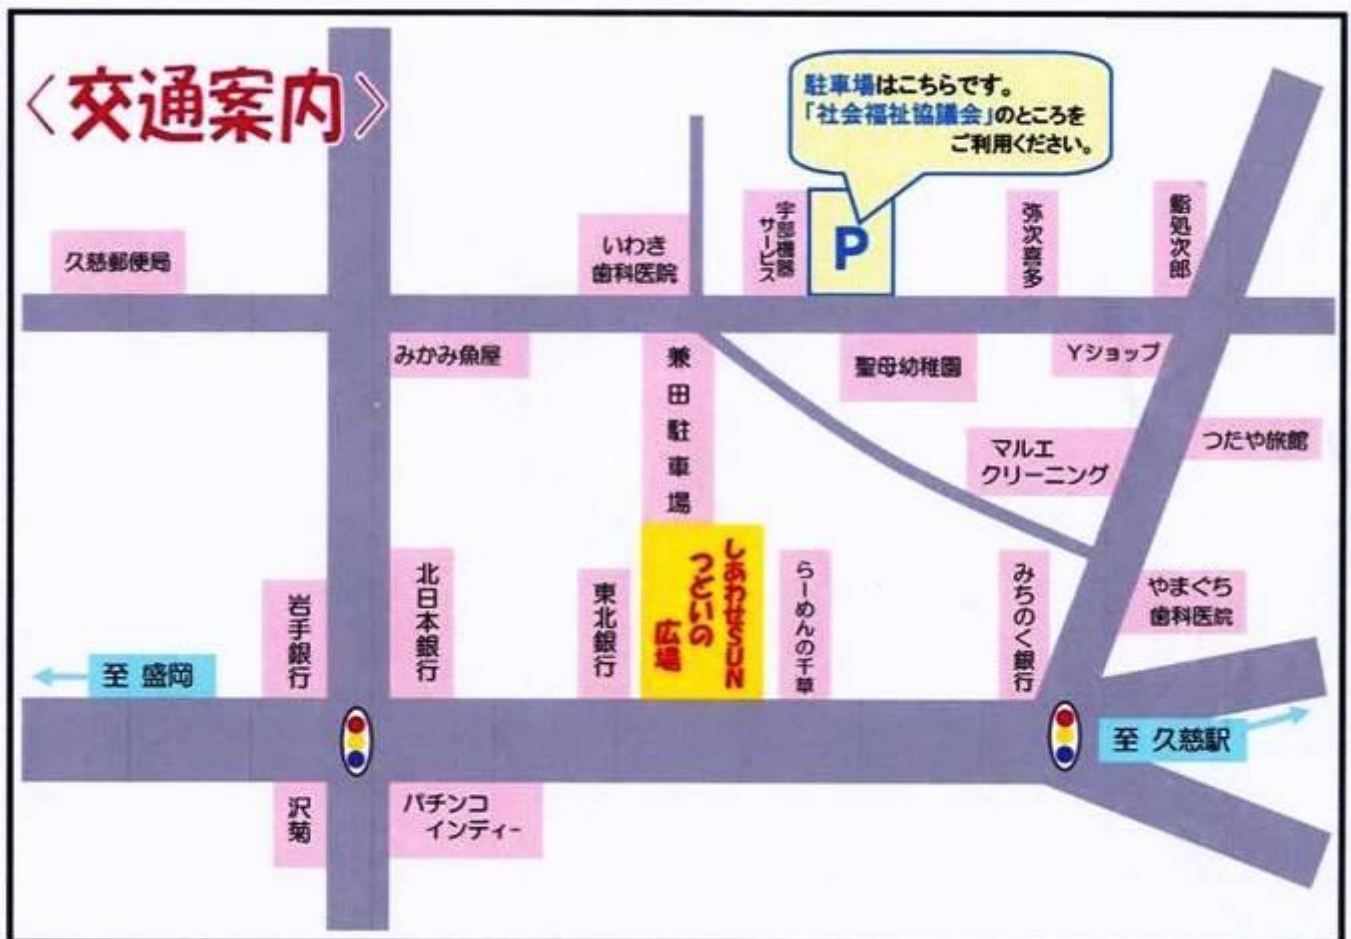 〈交通案内〉
駐車場はこちらです。
「社会福祉協議会」のところを
ご利用ください。
久慈郵便局
いわき
歯科医院
宇部機器
サービス
P
弥次喜多
鮨処次郎
みかみ魚屋
兼田駐車場
聖母幼稚園
Yショップ
マルエ
クリーニング
つたや旅館
岩手銀行
北日本銀行
東北銀行
しあわせSUN
つどいの
広場
らーめんの千草
みちのく銀行
やまぐち
歯科医院
至 盛岡
至 久慈駅
沢菊
パチンコ
インディー